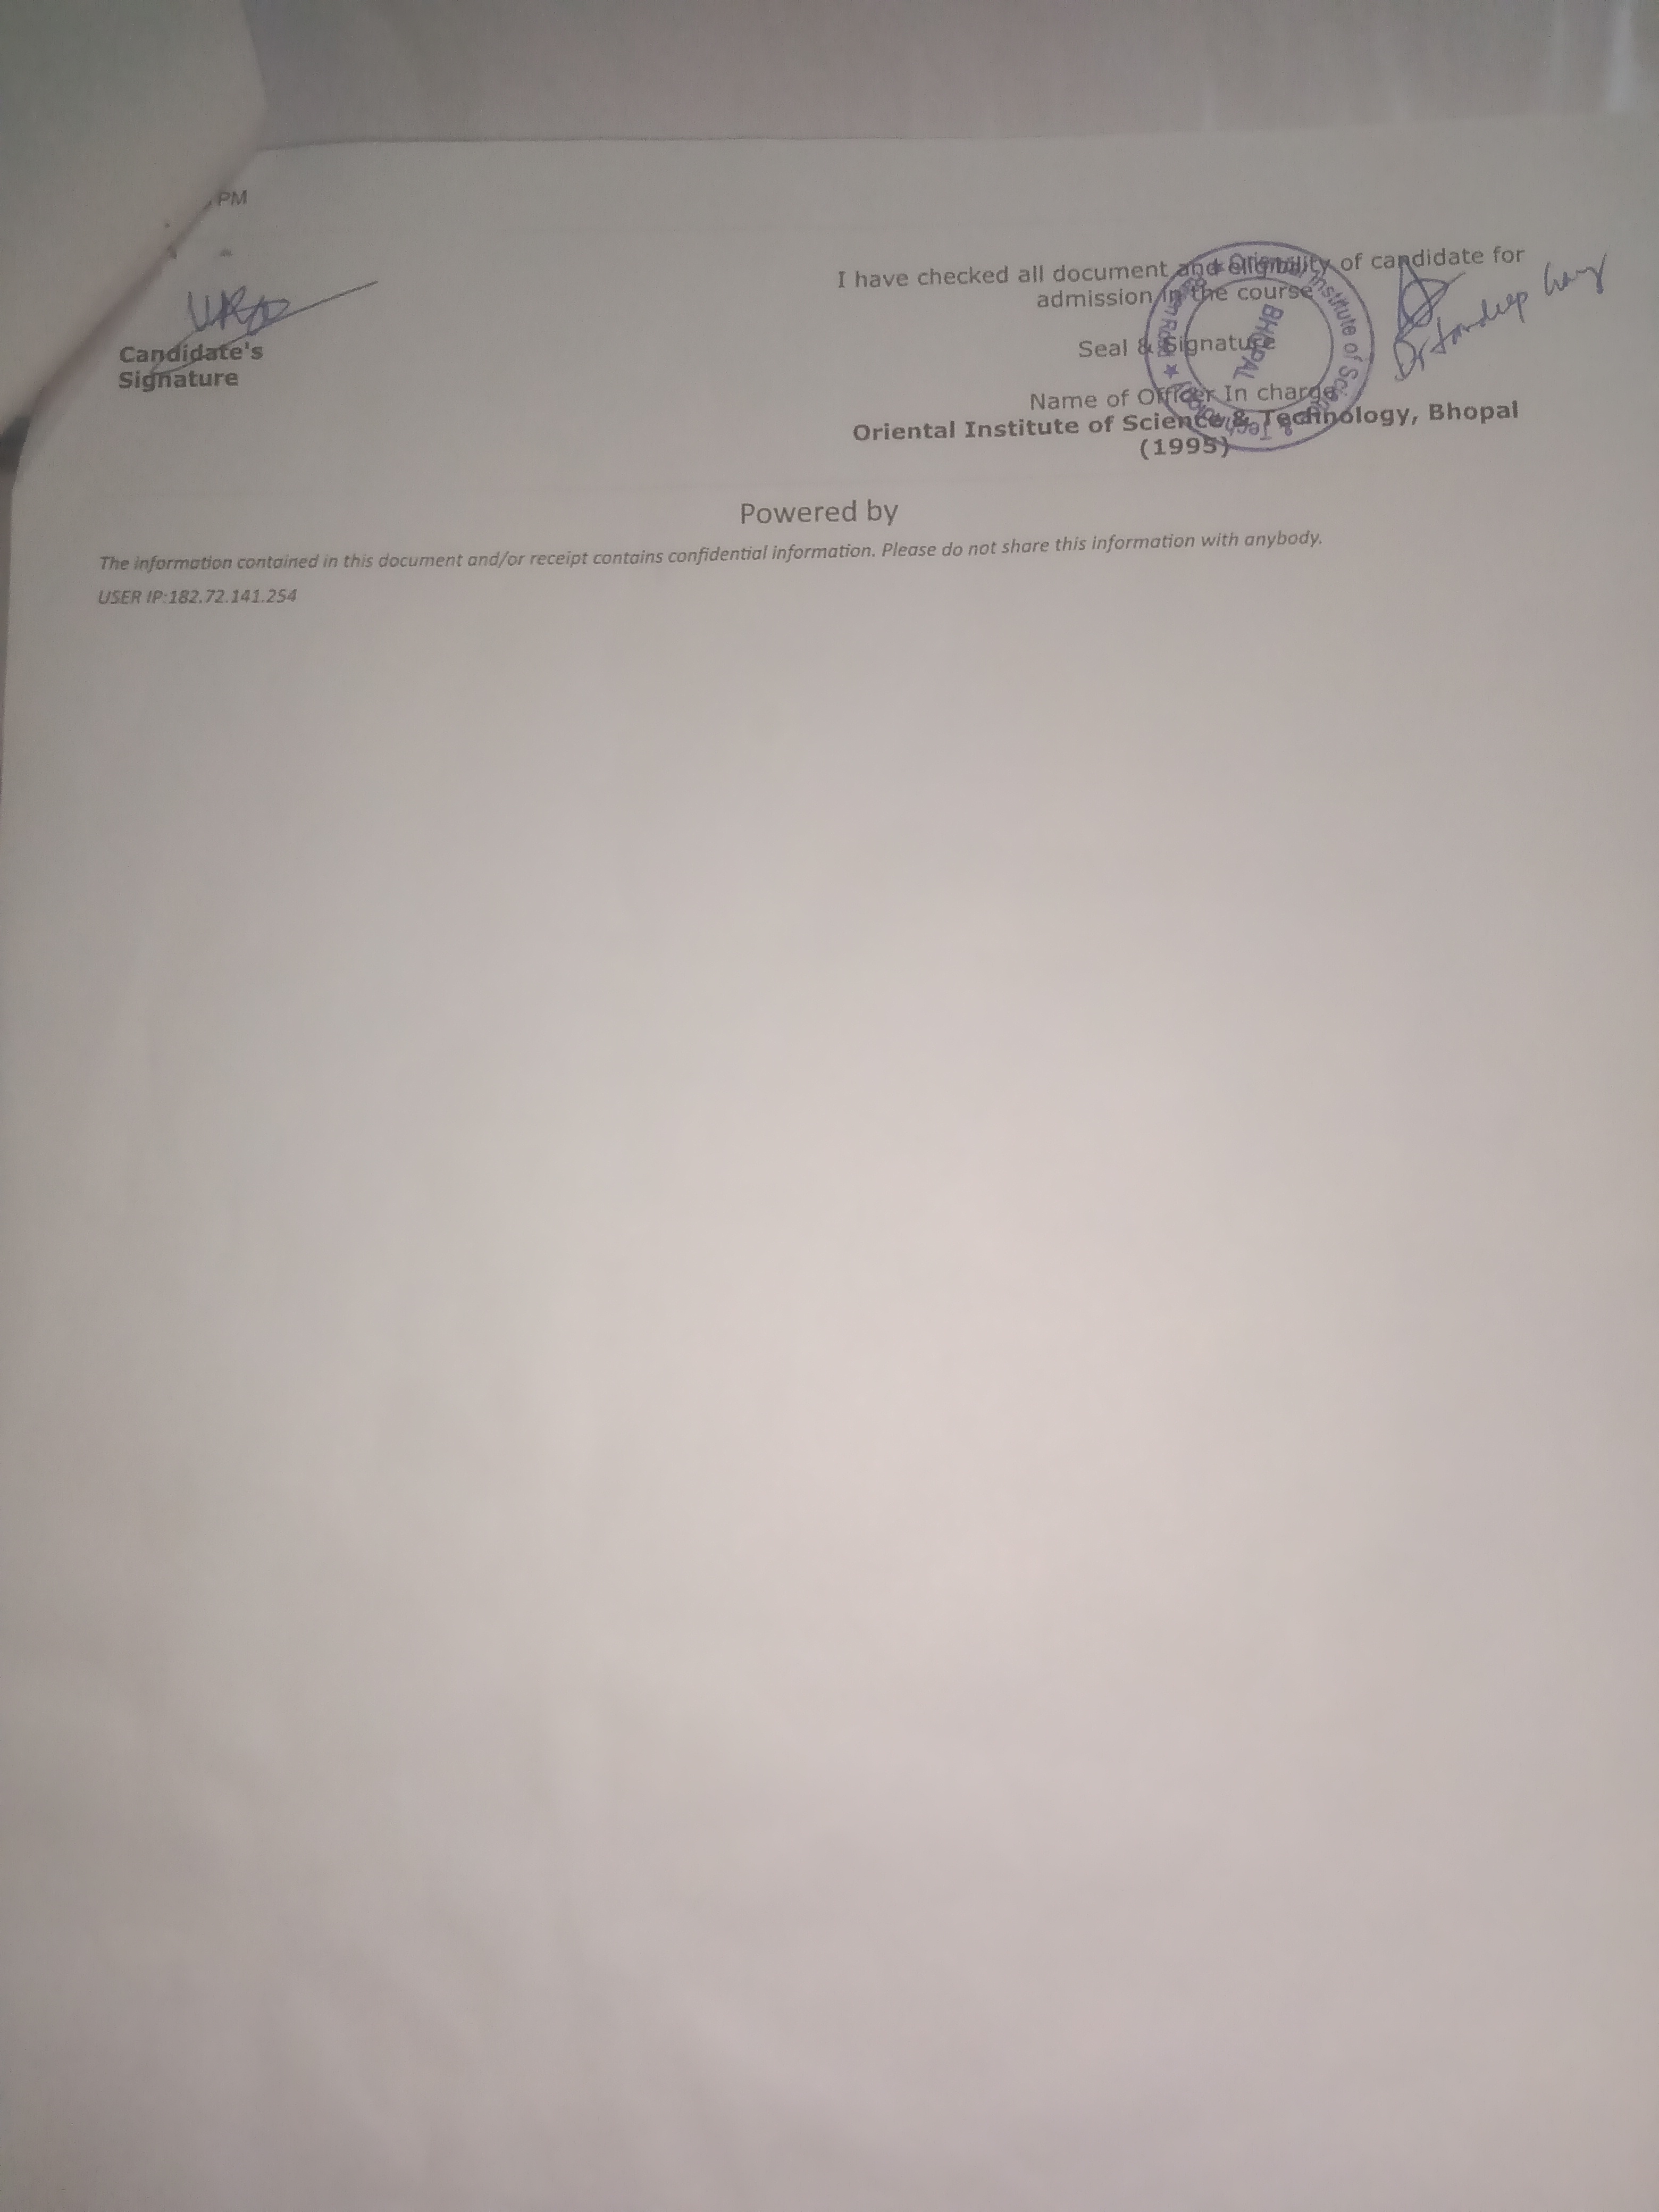 PM
I have checked all document and eligibility of candidate for
admission in the course
Candidate's
Signature
Seal & Signature
BHOPAL
Oriental Institute of Science & Technology
Dr Sandeep Garg
Name of Officer In charge
Oriental Institute of Science & Technology, Bhopal
(1995)
Powered by
The information contained in this document and/or receipt contains confidential information. Please do not share this information with anybody.
USER IP:182.72.141.254